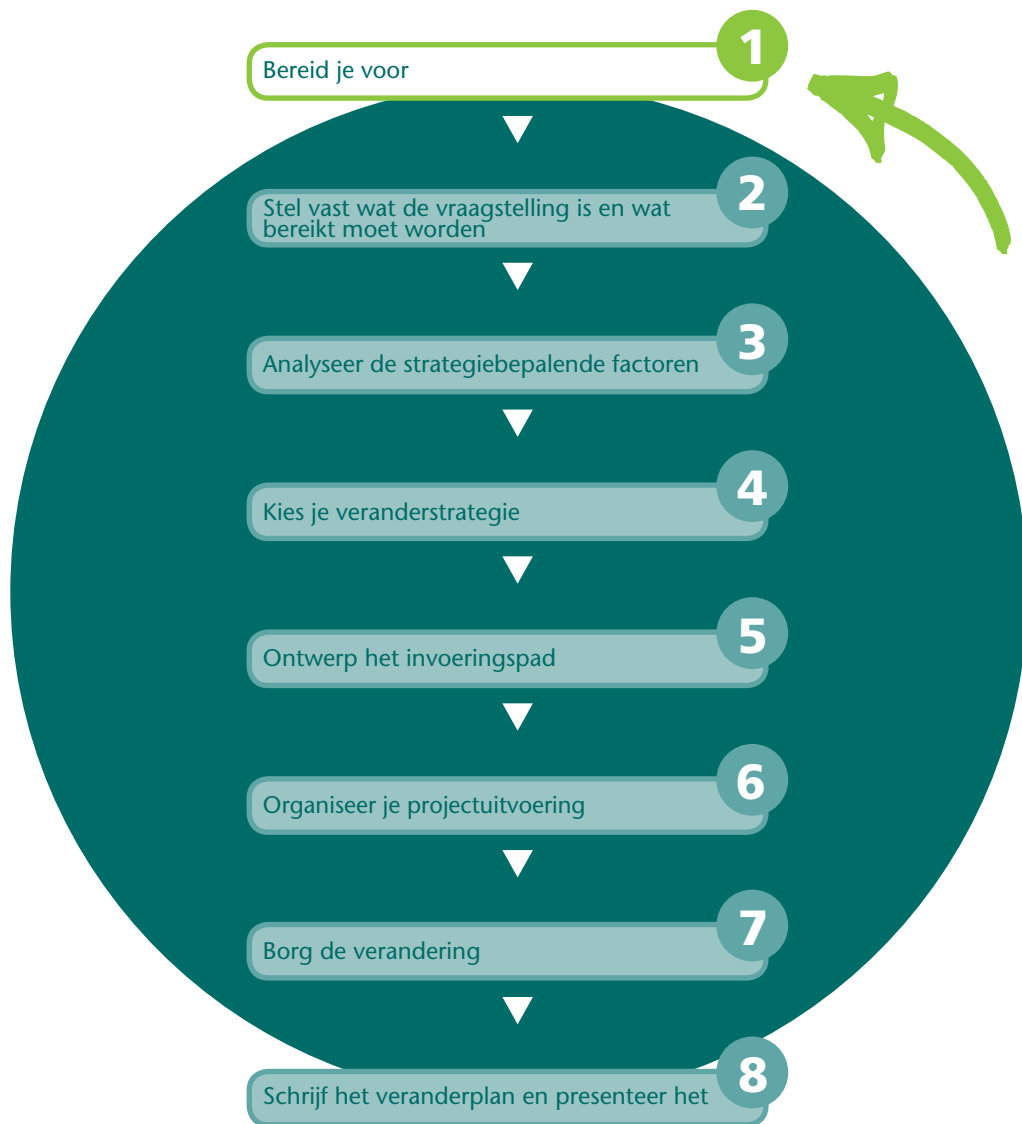 1
Bereid je voor
2
Stel vast wat de vraagstelling is en wat
bereikt moet worden
3
Analyseer de strategiebepalende factoren
4
Kies je veranderstrategie
5
Ontwerp het invoeringspad
6
Organiseer je projectuitvoering
7
Borg de verandering
8
Schrijf het veranderplan en presenteer het